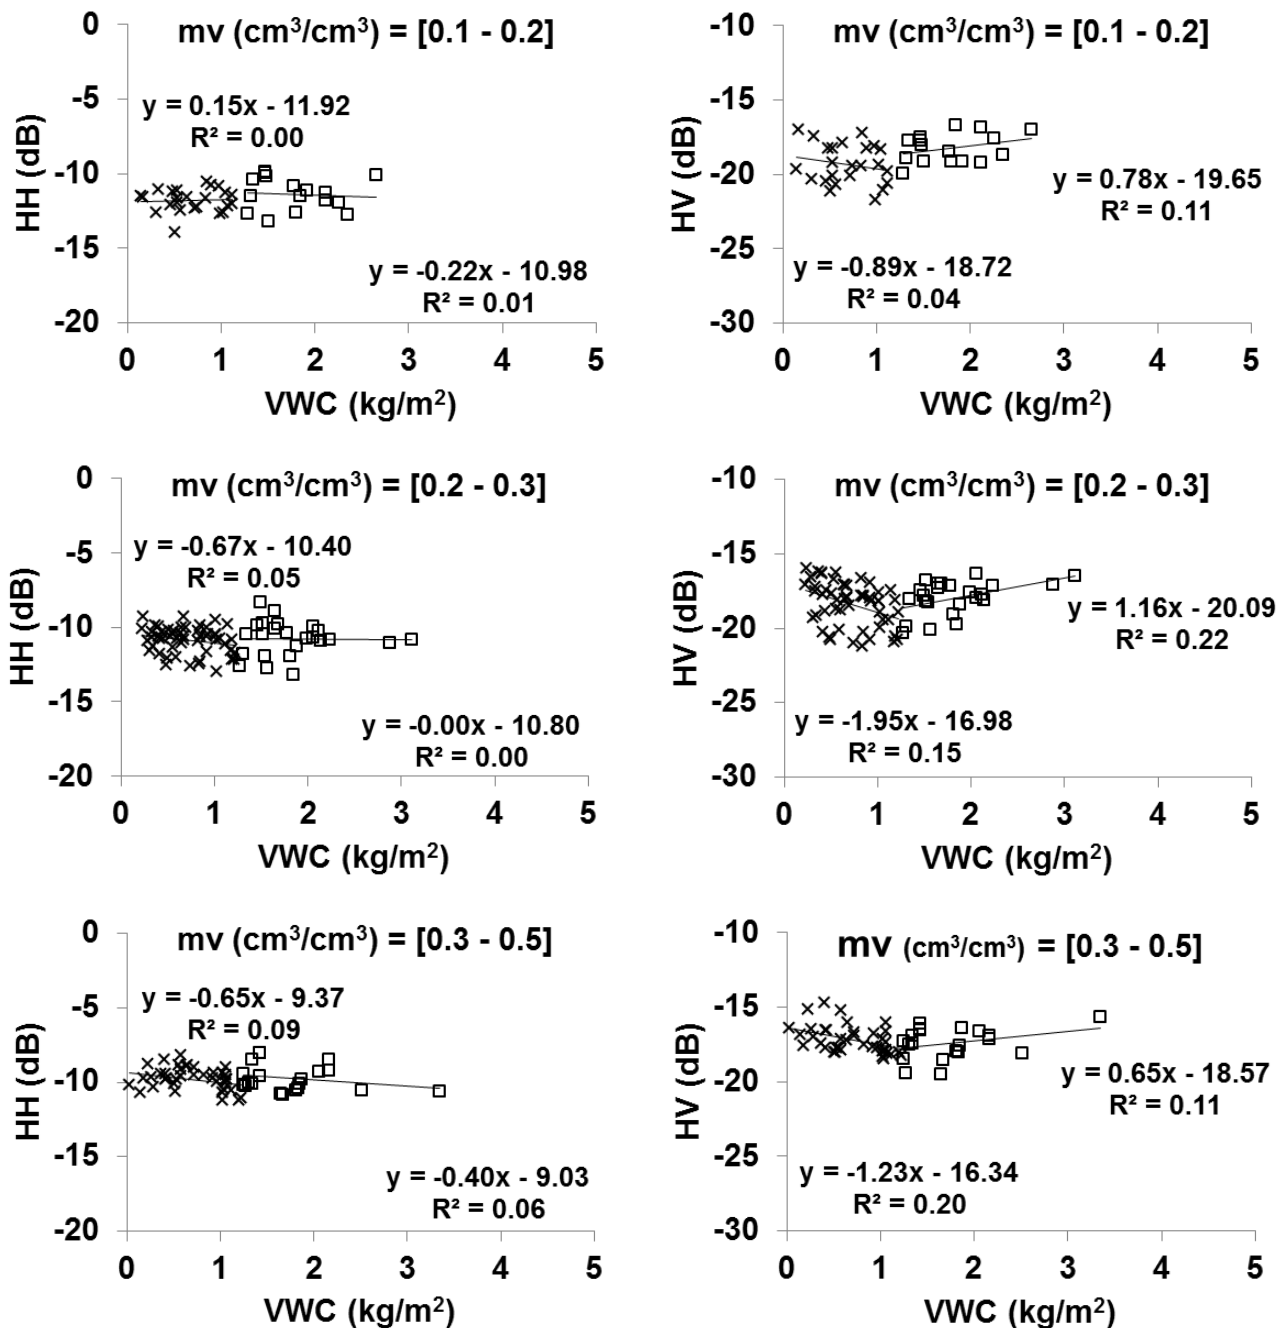 mv (cm³/cm³) = [0.1 - 0.2]
0
-5
-10
-15
-20
HH (dB)
y = 0.15x - 11.92
R² = 0.00
y = -0.22x - 10.98
R² = 0.01
0 1 2 3 4 5
VWC (kg/m²)
mv (cm³/cm³) = [0.1 - 0.2]
-10
-15
-20
-25
-30
HV (dB)
y = 0.78x - 19.65
R² = 0.11
y = -0.89x - 18.72
R² = 0.04
0 1 2 3 4 5
VWC (kg/m²)
mv (cm³/cm³) = [0.2 - 0.3]
0
-5
-10
-15
-20
HH (dB)
y = -0.67x - 10.40
R² = 0.05
y = -0.00x - 10.80
R² = 0.00
0 1 2 3 4 5
VWC (kg/m²)
mv (cm³/cm³) = [0.2 - 0.3]
-10
-15
-20
-25
-30
HV (dB)
y = 1.16x - 20.09
R² = 0.22
y = -1.95x - 16.98
R² = 0.15
0 1 2 3 4 5
VWC (kg/m²)
mv (cm³/cm³) = [0.3 - 0.5]
0
-5
-10
-15
-20
HH (dB)
y = -0.65x - 9.37
R² = 0.09
y = -0.40x - 9.03
R² = 0.06
0 1 2 3 4 5
VWC (kg/m²)
mv (cm³/cm³) = [0.3 - 0.5]
-10
-15
-20
-25
-30
HV (dB)
y = 0.65x - 18.57
R² = 0.11
y = -1.23x - 16.34
R² = 0.20
0 1 2 3 4 5
VWC (kg/m²)